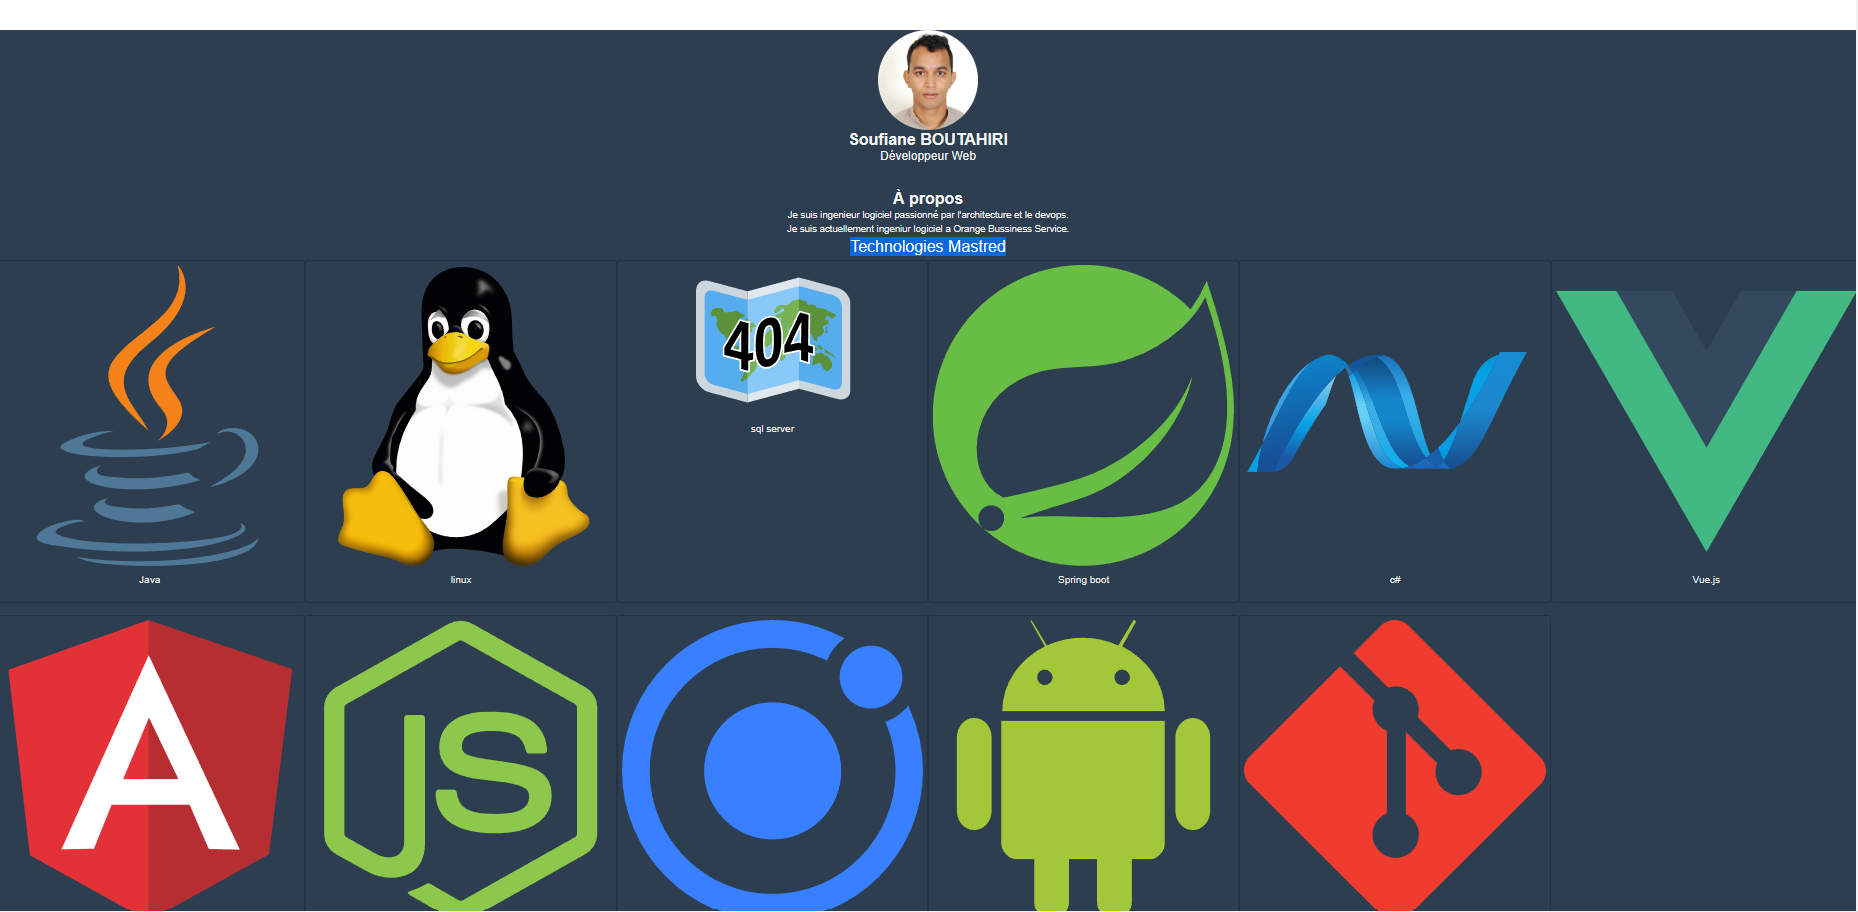 Soufiane BOUTAHIRI
Développeur Web
À propos
Je suis ingenieur logiciel passionné par l'architecture et le devops.
Je suis actuellement ingeniur logiciel a Orange Bussiness Service.
Technologies Mastred
404
sql server
Java
linux
Spring boot
c#
Vue.js
A
JS